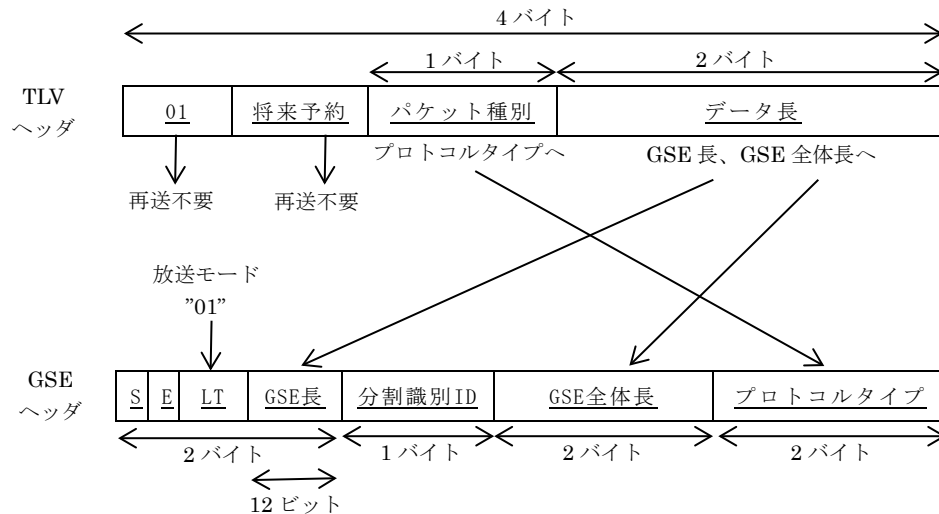 4 バイト
1 バイト
2 バイト
TLV
ヘッダ
01
将来予約
パケット種別
データ長
プロトコルタイプへ
GSE 長、GSE 全体長へ
再送不要
再送不要
放送モード
”01”
GSE
ヘッダ
S
E
LT
GSE長
分割識別ID
GSE全体長
プロトコルタイプ
2 バイト
1 バイト
2 バイト
2 バイト
12 ビット